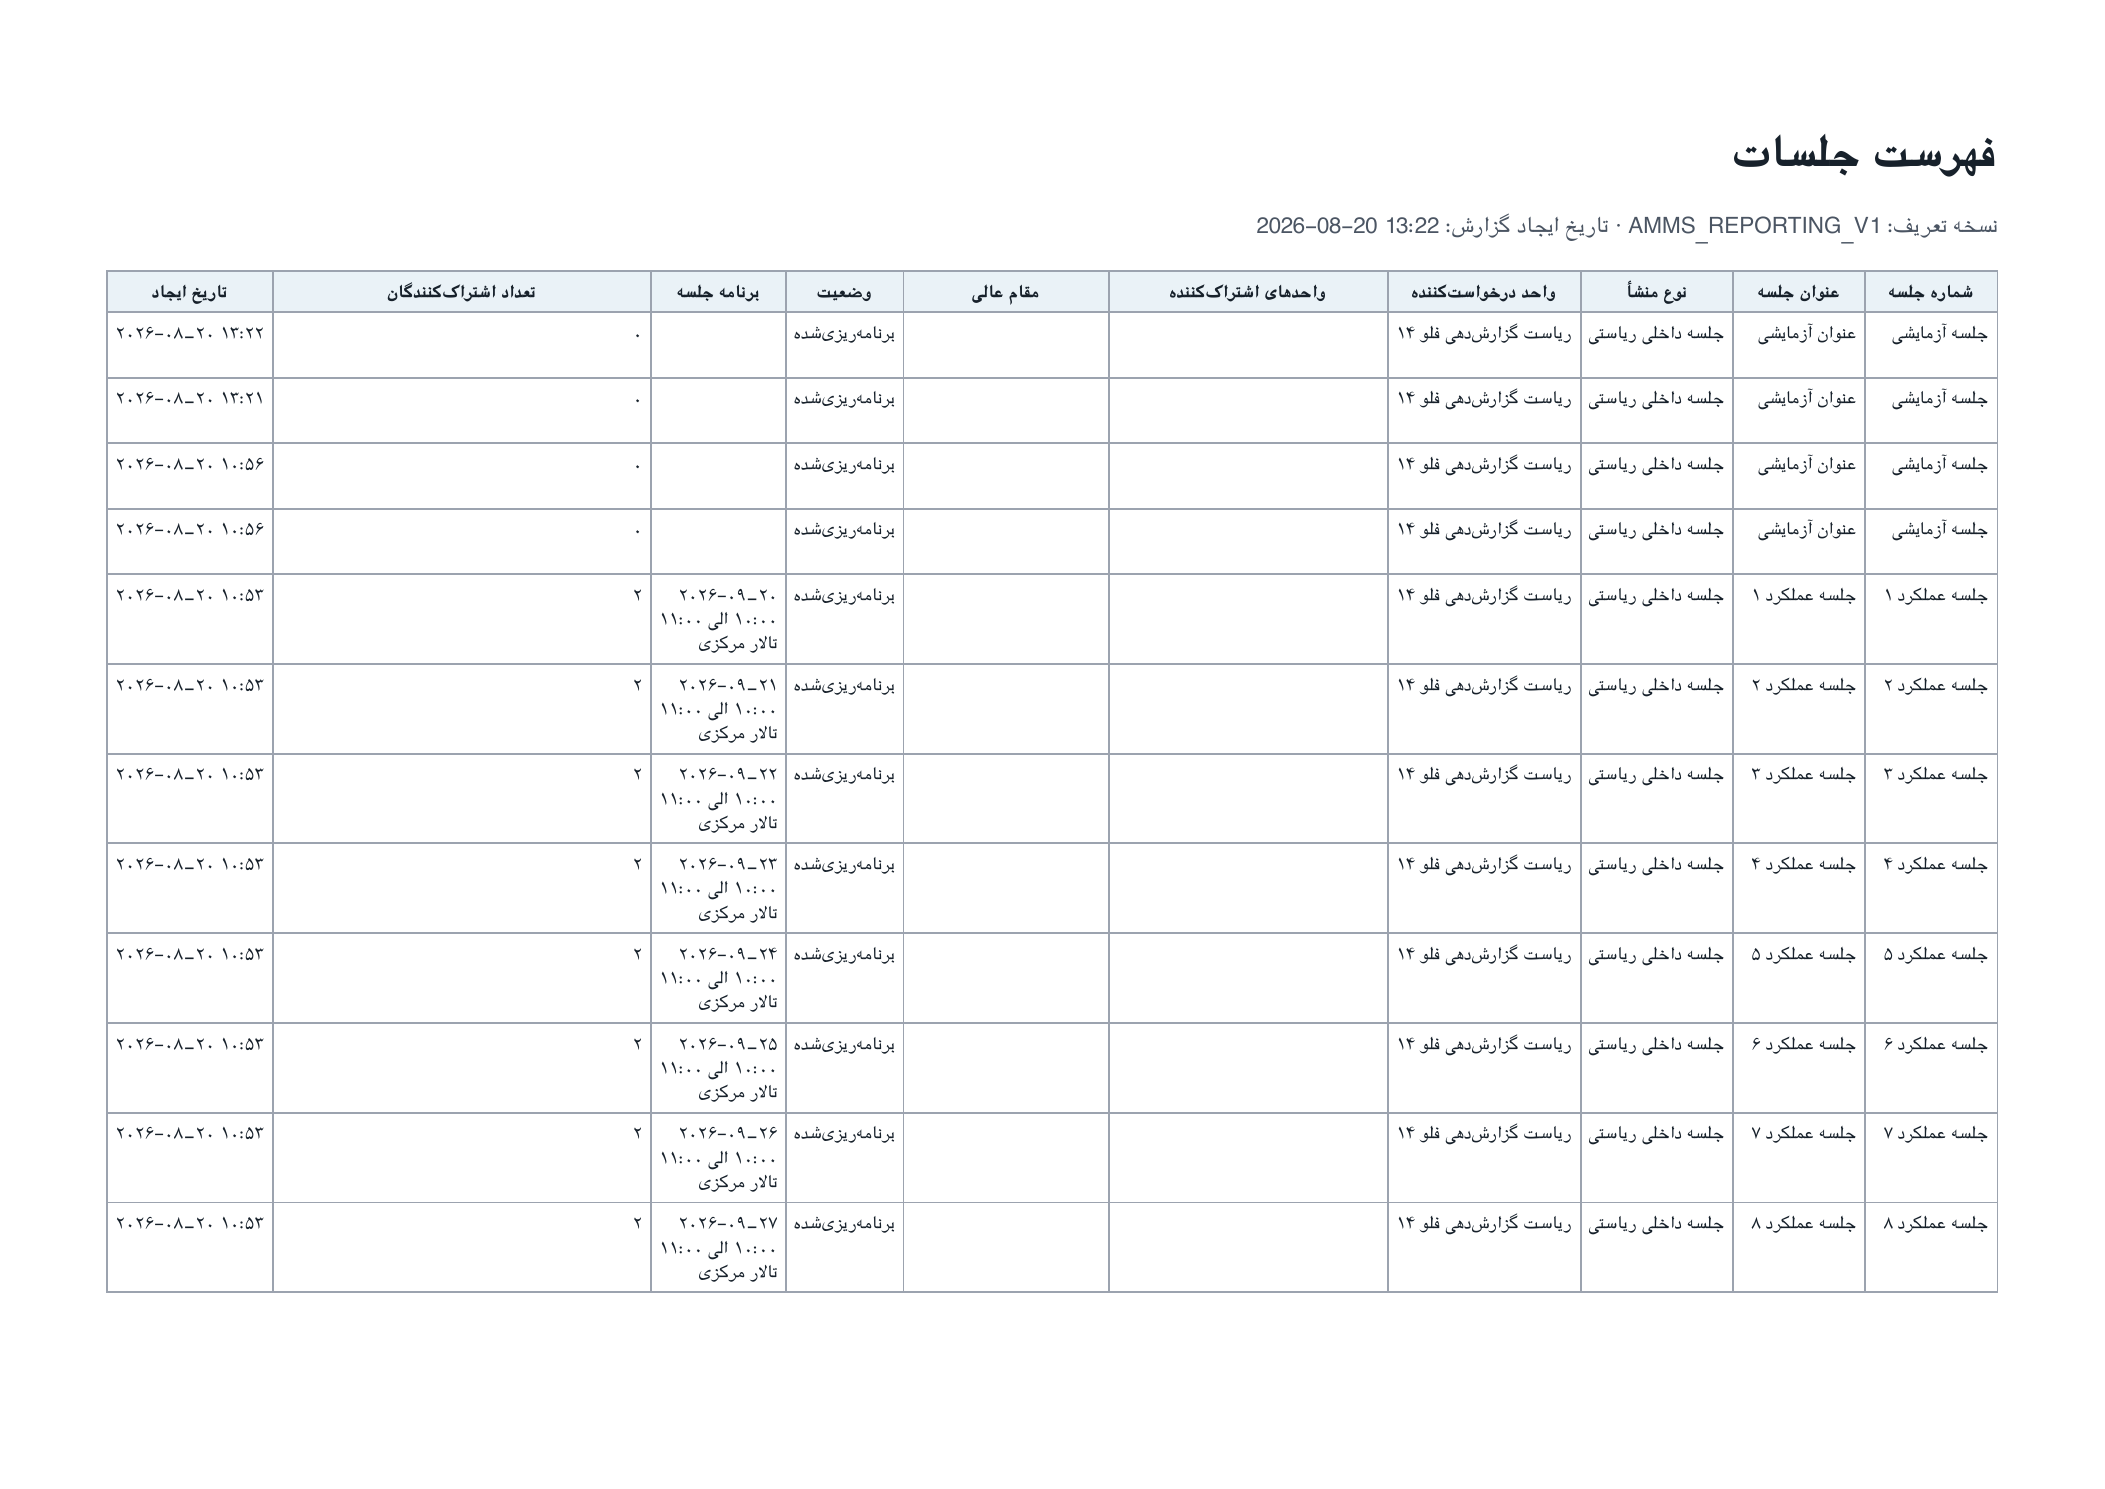 فهرست جلسات
نسخه تعریف: AMMS_REPORTING_V1 · تاریخ ایجاد گزارش: 2026-08-20 13:22
شماره جلسه عنوان جلسه نوع منشأ واحد درخواست‌کننده واحدهای اشتراک‌کننده مقام عالی وضعیت برنامه جلسه تعداد اشتراک‌کنندگان تاریخ ایجاد
جلسه آزمایشی عنوان آزمایشی جلسه داخلی ریاستی ریاست گزارش‌دهی فلو ۱۴ برنامه‌ریزی‌شده ۰ ۲۰۲۶-۰۸-۲۰ ۱۳:۲۲
جلسه آزمایشی عنوان آزمایشی جلسه داخلی ریاستی ریاست گزارش‌دهی فلو ۱۴ برنامه‌ریزی‌شده ۰ ۲۰۲۶-۰۸-۲۰ ۱۳:۲۱
جلسه آزمایشی عنوان آزمایشی جلسه داخلی ریاستی ریاست گزارش‌دهی فلو ۱۴ برنامه‌ریزی‌شده ۰ ۲۰۲۶-۰۸-۲۰ ۱۰:۵۶
جلسه آزمایشی عنوان آزمایشی جلسه داخلی ریاستی ریاست گزارش‌دهی فلو ۱۴ برنامه‌ریزی‌شده ۰ ۲۰۲۶-۰۸-۲۰ ۱۰:۵۶
جلسه عملکرد ۱ جلسه عملکرد ۱ جلسه داخلی ریاستی ریاست گزارش‌دهی فلو ۱۴ برنامه‌ریزی‌شده ۲۰۲۶-۰۹-۲۰ ۲ ۲۰۲۶-۰۸-۲۰ ۱۰:۵۳
۱۰:۰۰ الی ۱۱:۰۰
تالار مرکزی
جلسه عملکرد ۲ جلسه عملکرد ۲ جلسه داخلی ریاستی ریاست گزارش‌دهی فلو ۱۴ برنامه‌ریزی‌شده ۲۰۲۶-۰۹-۲۱ ۲ ۲۰۲۶-۰۸-۲۰ ۱۰:۵۳
۱۰:۰۰ الی ۱۱:۰۰
تالار مرکزی
جلسه عملکرد ۳ جلسه عملکرد ۳ جلسه داخلی ریاستی ریاست گزارش‌دهی فلو ۱۴ برنامه‌ریزی‌شده ۲۰۲۶-۰۹-۲۲ ۲ ۲۰۲۶-۰۸-۲۰ ۱۰:۵۳
۱۰:۰۰ الی ۱۱:۰۰
تالار مرکزی
جلسه عملکرد ۴ جلسه عملکرد ۴ جلسه داخلی ریاستی ریاست گزارش‌دهی فلو ۱۴ برنامه‌ریزی‌شده ۲۰۲۶-۰۹-۲۳ ۲ ۲۰۲۶-۰۸-۲۰ ۱۰:۵۳
۱۰:۰۰ الی ۱۱:۰۰
تالار مرکزی
جلسه عملکرد ۵ جلسه عملکرد ۵ جلسه داخلی ریاستی ریاست گزارش‌دهی فلو ۱۴ برنامه‌ریزی‌شده ۲۰۲۶-۰۹-۲۴ ۲ ۲۰۲۶-۰۸-۲۰ ۱۰:۵۳
۱۰:۰۰ الی ۱۱:۰۰
تالار مرکزی
جلسه عملکرد ۶ جلسه عملکرد ۶ جلسه داخلی ریاستی ریاست گزارش‌دهی فلو ۱۴ برنامه‌ریزی‌شده ۲۰۲۶-۰۹-۲۵ ۲ ۲۰۲۶-۰۸-۲۰ ۱۰:۵۳
۱۰:۰۰ الی ۱۱:۰۰
تالار مرکزی
جلسه عملکرد ۷ جلسه عملکرد ۷ جلسه داخلی ریاستی ریاست گزارش‌دهی فلو ۱۴ برنامه‌ریزی‌شده ۲۰۲۶-۰۹-۲۶ ۲ ۲۰۲۶-۰۸-۲۰ ۱۰:۵۳
۱۰:۰۰ الی ۱۱:۰۰
تالار مرکزی
جلسه عملکرد ۸ جلسه عملکرد ۸ جلسه داخلی ریاستی ریاست گزارش‌دهی فلو ۱۴ برنامه‌ریزی‌شده ۲۰۲۶-۰۹-۲۷ ۲ ۲۰۲۶-۰۸-۲۰ ۱۰:۵۳
۱۰:۰۰ الی ۱۱:۰۰
تالار مرکزی